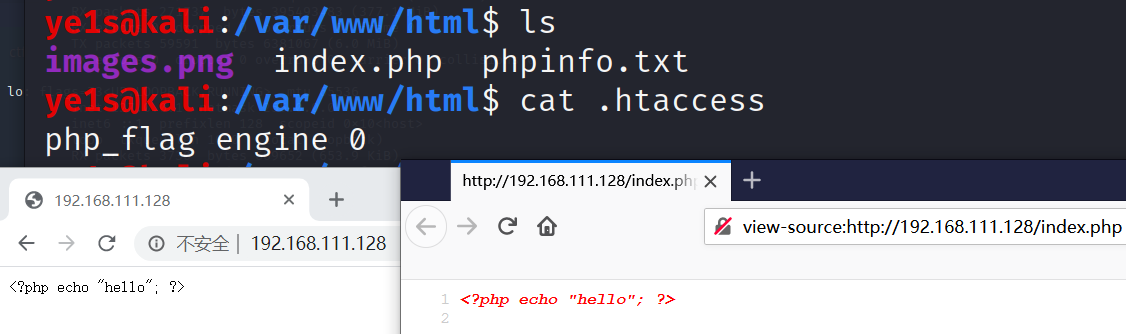 ye1s@kali:/var/www/html$ ls
images.png index.php phpinfo.txt
ye1s@kali:/var/www/html$ cat .htaccess
php_flag engine 0
192.168.111.128
不安全 | 192.168.111.128
<?php echo "hello"; ?>
http://192.168.111.128/index.ph
view-source:http://192.168.111.128/index.php
1 <?php echo "hello"; ?>
2